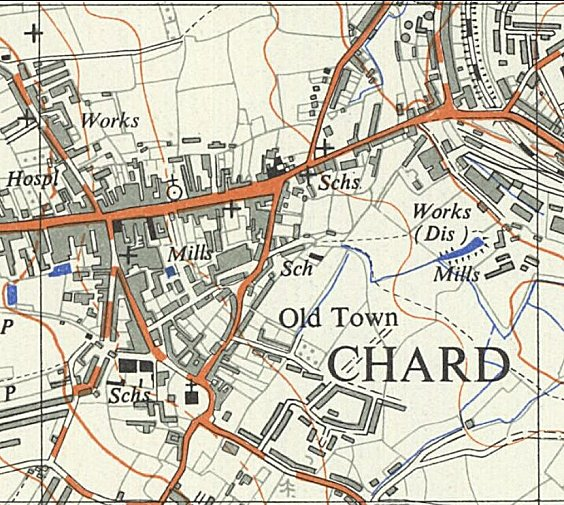 Works
Hospl
Schs
Works
(Dis )
Mills
Sch
Mills
Old Town
CHARD
P
P
Schs